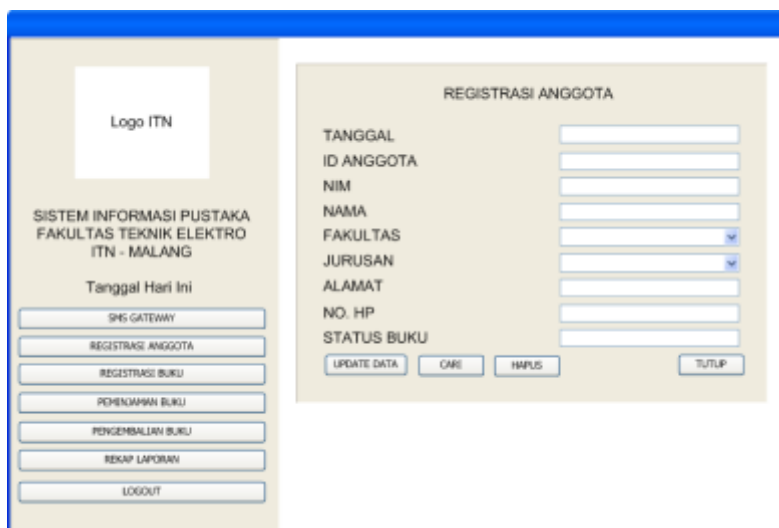 Logo ITN
SISTEM INFORMASI PUSTAKA
FAKULTAS TEKNIK ELEKTRO
ITN - MALANG
Tanggal Hari Ini
SMS GATEWAY
REGISTRASI ANGGOTA
REGISTRASI BUKU
PEMINJAMAN BUKU
PENGEMBALIAN BUKU
REKAP LAPORAN
LOGOUT
REGISTRASI ANGGOTA
TANGGAL
ID ANGGOTA
NIM
NAMA
FAKULTAS
JURUSAN
ALAMAT
NO. HP
STATUS BUKU
UPDATE DATA CARI HAPUS TUTUP